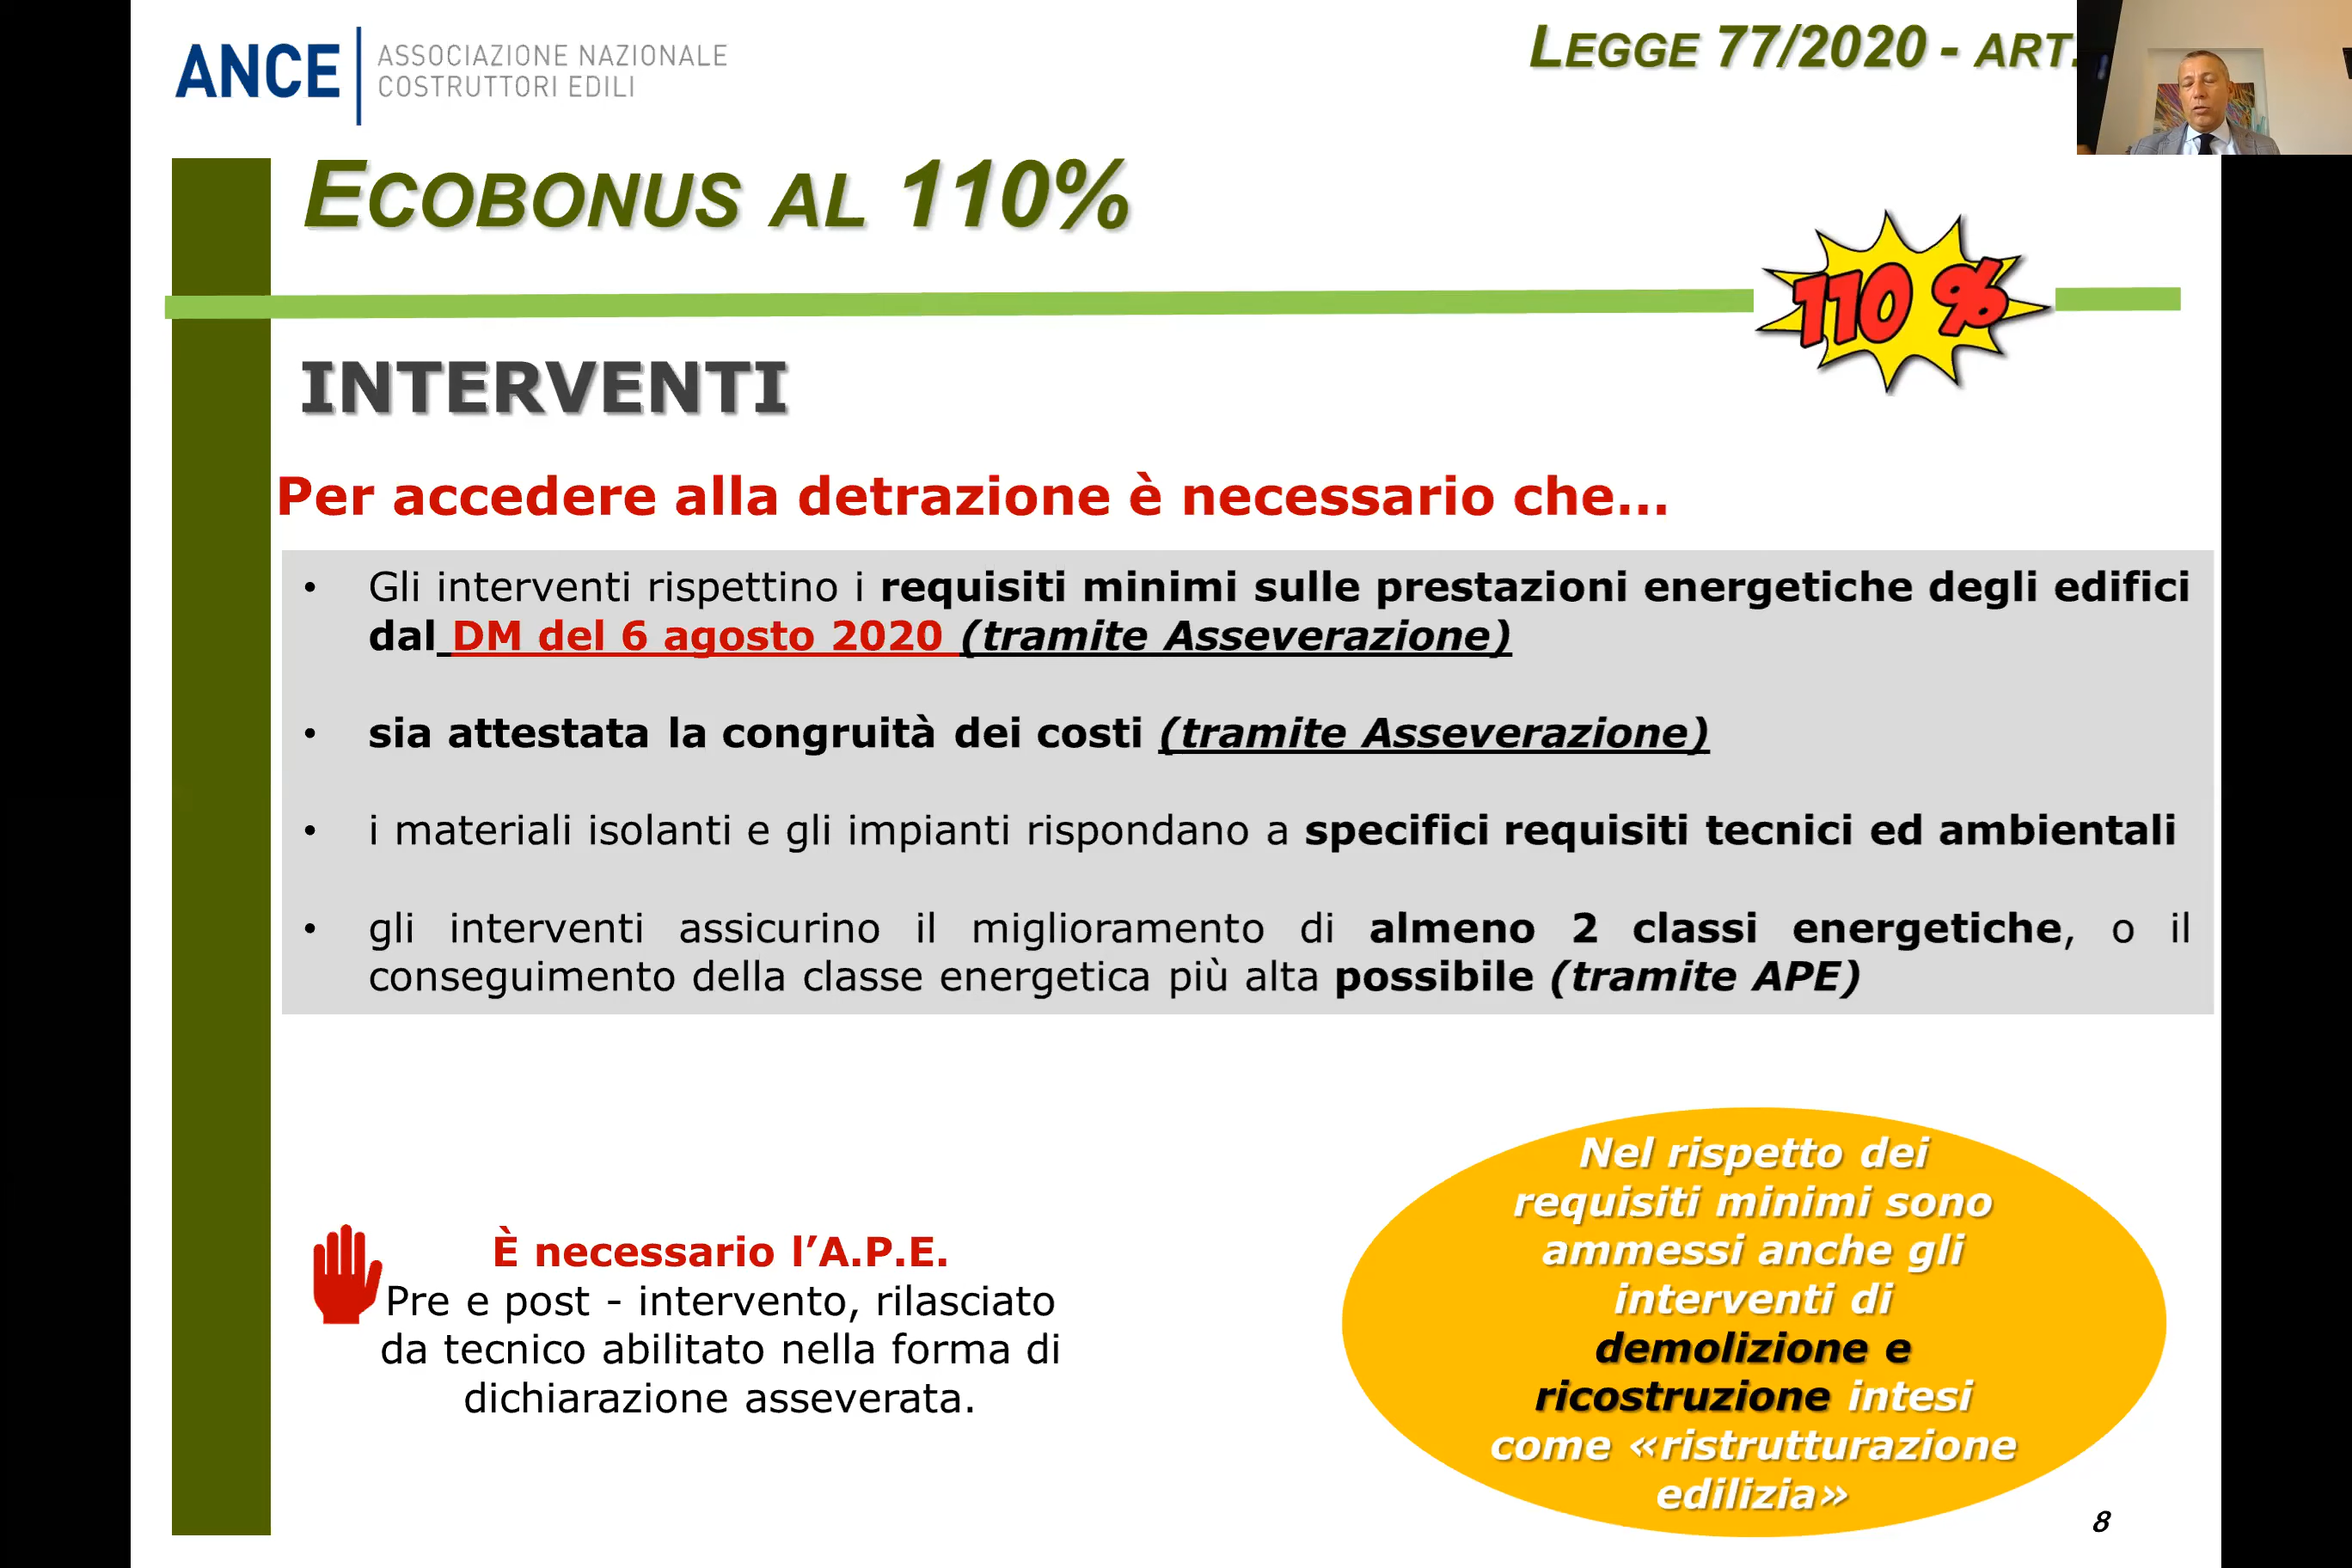 ANCE
ASSOCIAZIONE NAZIONALE
COSTRUTTORI EDILI
LEGGE 77/2020 - ART.
ECOBONUS AL 110%
110 %
INTERVENTI
Per accedere alla detrazione è necessario che...
• Gli interventi rispettino i requisiti minimi sulle prestazioni energetiche degli edifici
dal DM del 6 agosto 2020 (tramite Asseverazione)
• sia attestata la congruità dei costi (tramite Asseverazione)
• i materiali isolanti e gli impianti rispondano a specifici requisiti tecnici ed ambientali
• gli interventi assicurino il miglioramento di almeno 2 classi energetiche, o il
conseguimento della classe energetica più alta possibile (tramite APE)
È necessario l’A.P.E.
Pre e post - intervento, rilasciato
da tecnico abilitato nella forma di
dichiarazione asseverata.
Nel rispetto dei
requisiti minimi sono
ammessi anche gli
interventi di
demolizione e
ricostruzione intesi
come «ristrutturazione
edilizia»
8